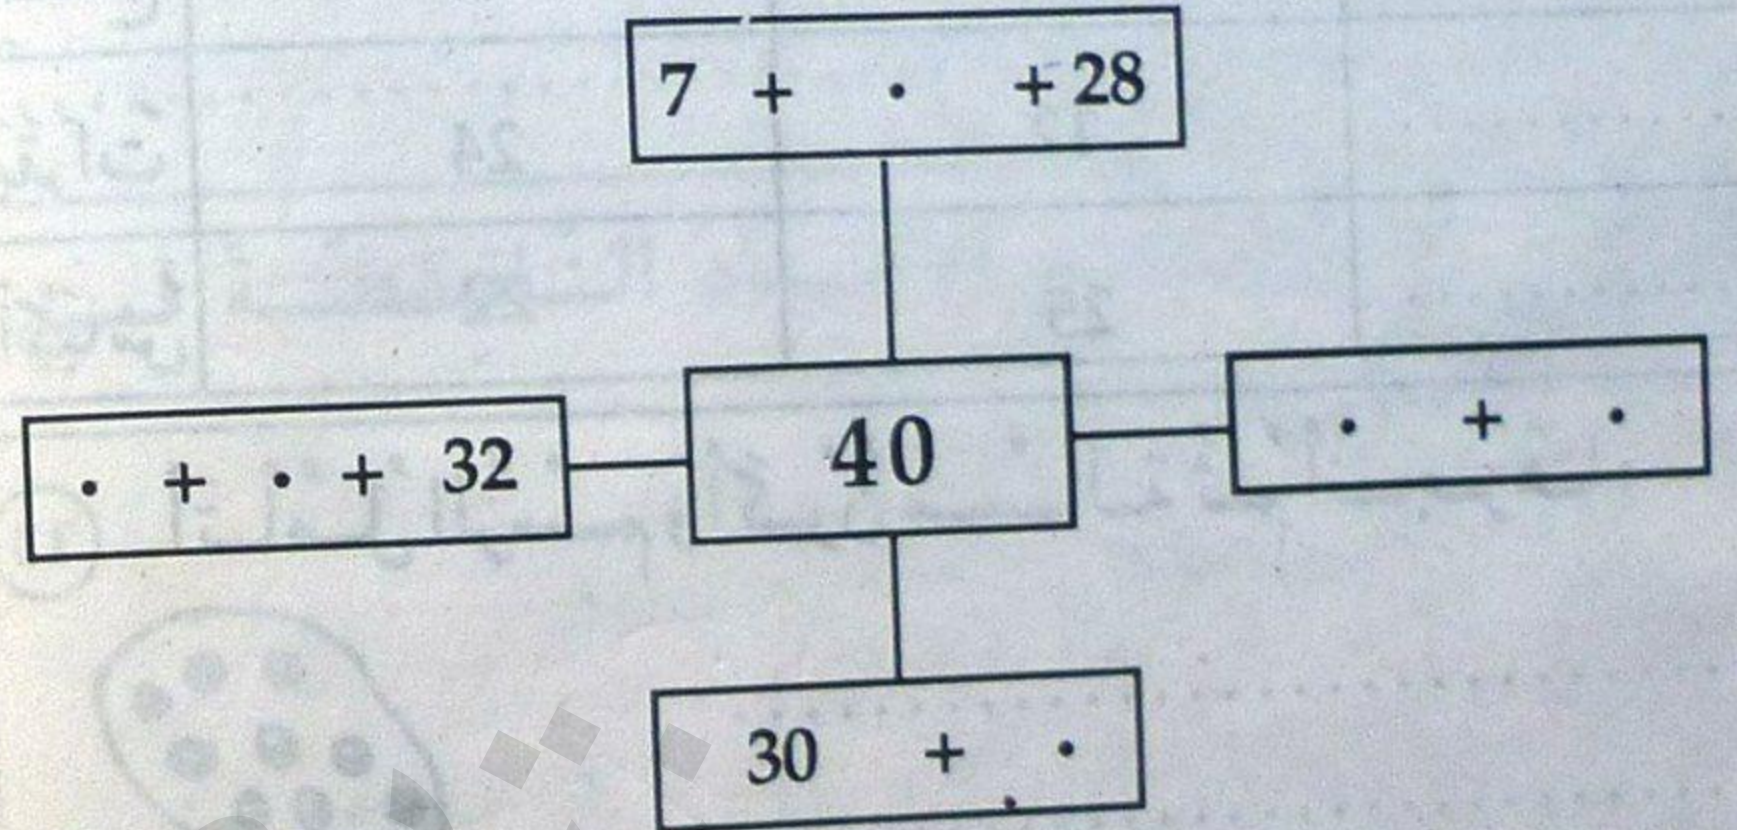 7 + . + 28
. + . + 32
40
. + .
30 + .